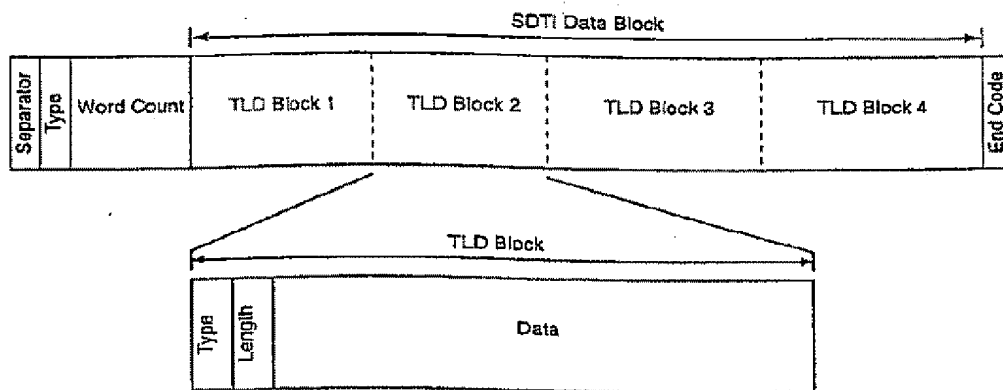 SDTI Data Block
Separator
Type
Word Count
TLD Block 1
TLD Block 2
TLD Block 3
TLD Block 4
End Code
TLD Block
Type
Length
Data